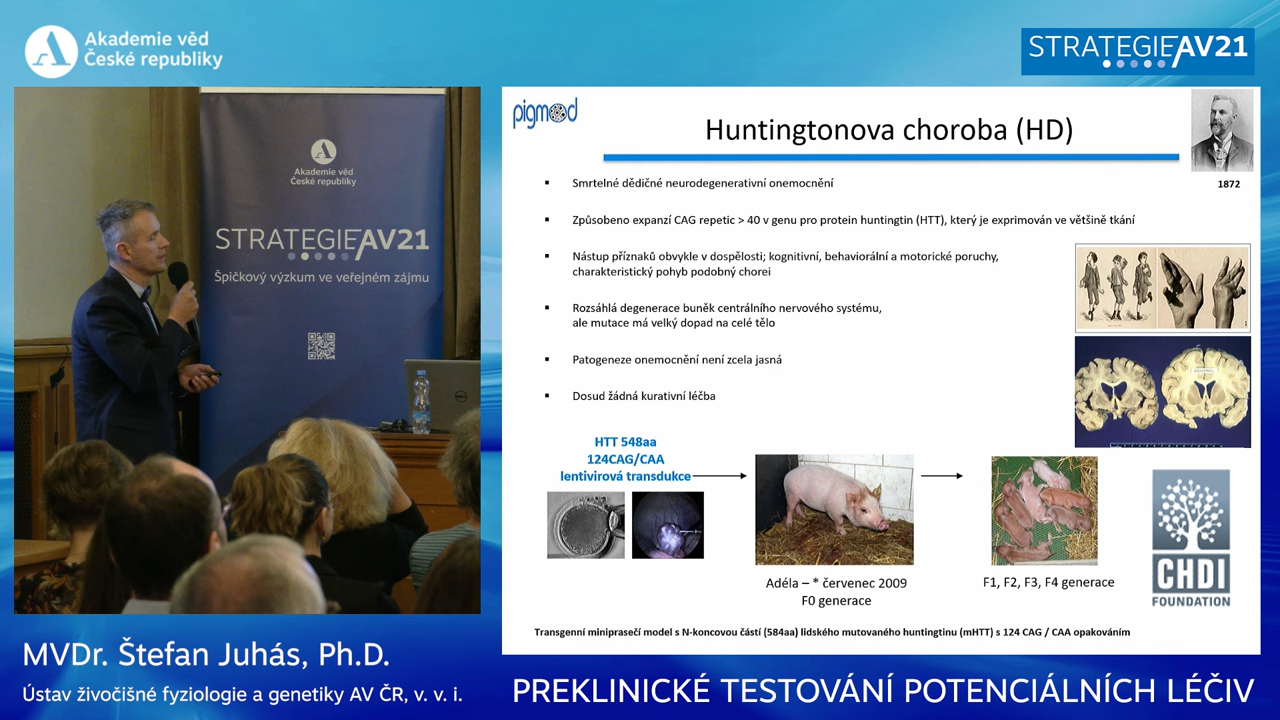 Akademie věd
České republiky
STRATEGIE AV21
Akademie věd
České republiky
STRATEGIE AV21
Špičkový výzkum ve veřejném zájmu
DELL
pigmod
Huntingtonova choroba (HD)
1872
▪ Smrtelné dědičné neurodegenerativní onemocnění
▪ Způsobeno expanzí CAG repetic > 40 v genu pro protein huntingtin (HTT), který je exprimován ve většině tkání
▪ Nástup příznaků obvykle v dospělosti; kognitivní, behaviorální a motorické poruchy,
charakteristický pohyb podobný chorei
▪ Rozsáhlá degenerace buněk centrálního nervového systému,
ale mutace má velký dopad na celé tělo
▪ Patogeneze onemocnění není zcela jasná
▪ Dosud žádná kurativní léčba
HTT 548aa
124CAG/CAA
lentivirová transdukce
Adéla – * červenec 2009
F0 generace
F1, F2, F3, F4 generace
CHDI
FOUNDATION
Transgenní miniprasečí model s N-koncovou částí (584aa) lidského mutovaného huntingtinu (mHTT) s 124 CAG / CAA opakováním
MVDr. Štefan Juhás, Ph.D.
Ústav živočišné fyziologie a genetiky AV ČR, v. v. i.
PREKLINICKÉ TESTOVÁNÍ POTENCIÁLNÍCH LÉČIV